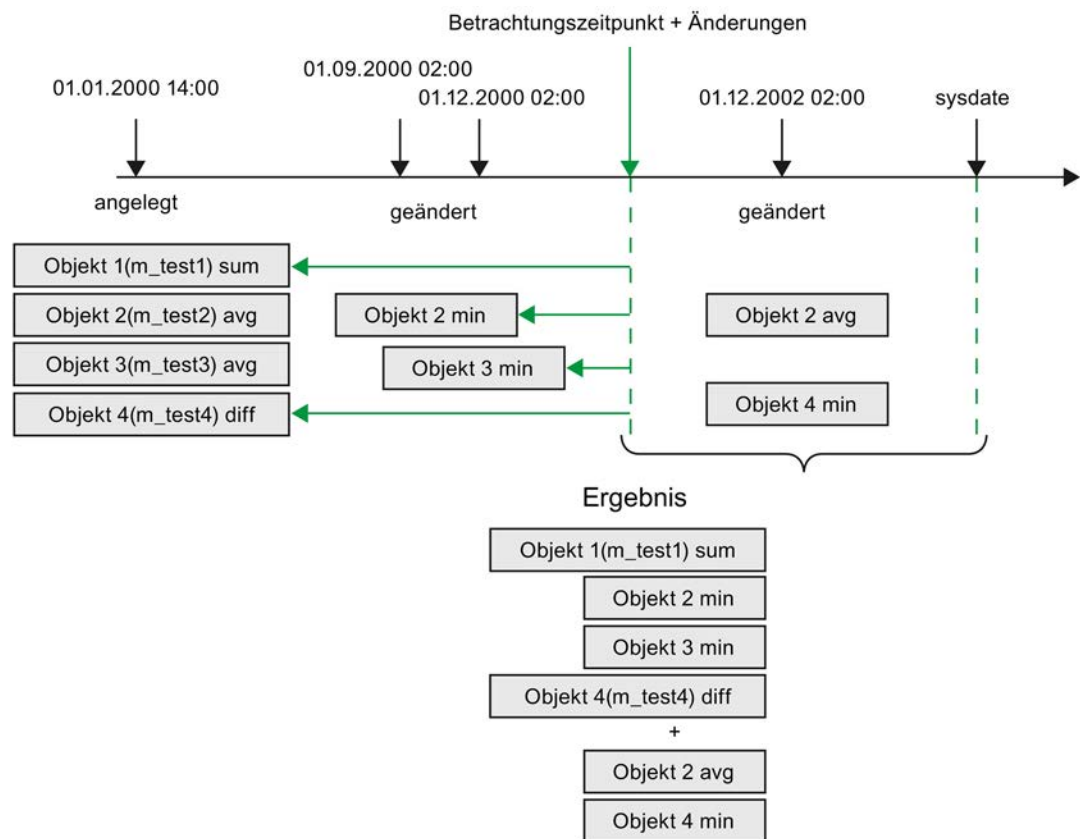 Betrachtungszeitpunkt + Änderungen
01.01.2000 14:00
01.09.2000 02:00
01.12.2000 02:00
01.12.2002 02:00
sysdate
angelegt
geändert
geändert
Objekt 1(m_test1) sum
Objekt 2(m_test2) avg
Objekt 2 min
Objekt 2 avg
Objekt 3(m_test3) avg
Objekt 3 min
Objekt 4(m_test4) diff
Objekt 4 min
Ergebnis
Objekt 1(m_test1) sum
Objekt 2 min
Objekt 3 min
Objekt 4(m_test4) diff
+
Objekt 2 avg
Objekt 4 min